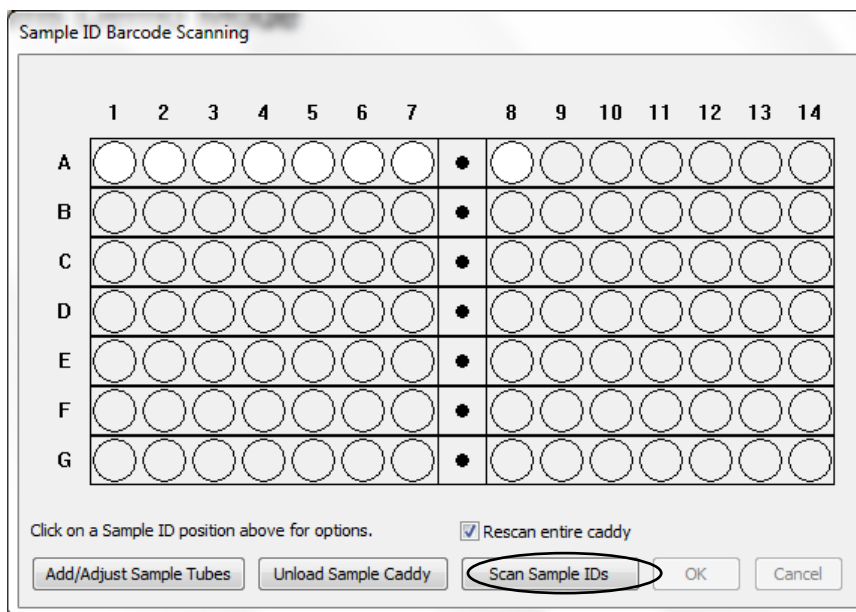 Sample ID Barcode Scanning
1 2 3 4 5 6 7 8 9 10 11 12 13 14
A
B
C
D
E
F
G
Click on a Sample ID position above for options. Rescan entire caddy
Add/Adjust Sample Tubes Unload Sample Caddy Scan Sample IDs OK Cancel